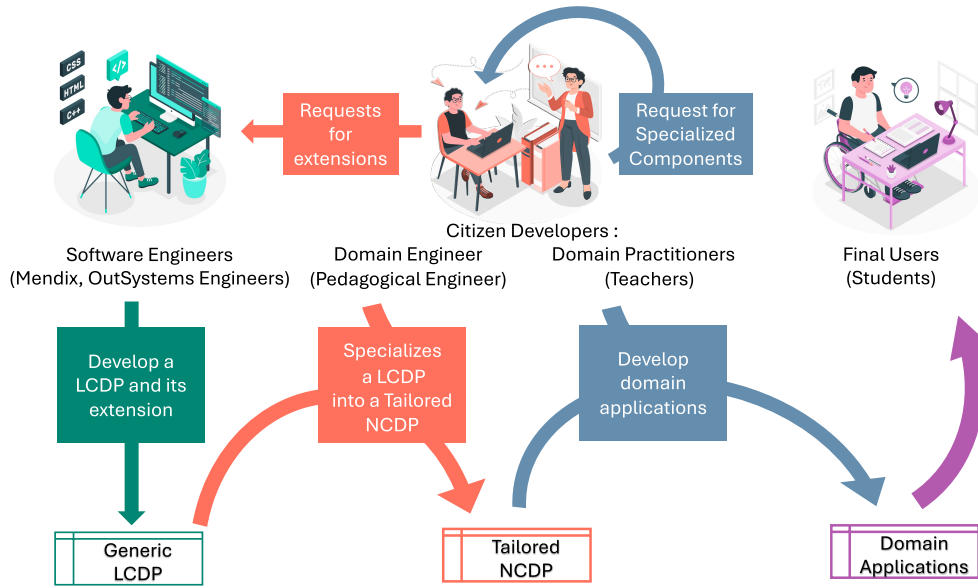 CSS
HTML
C++
</>
Requests
for
extensions
Request for
Specialized
Components
Citizen Developers :
Software Engineers
(Mendix, OutSystems Engineers)
Domain Engineer
(Pedagogical Engineer)
Domain Practitioners
(Teachers)
Final Users
(Students)
Develop a
LCDP and its
extension
Specializes
a LCDP
into a Tailored
NCDP
Develop
domain
applications
Generic
LCDP
Tailored
NCDP
Domain
Applications